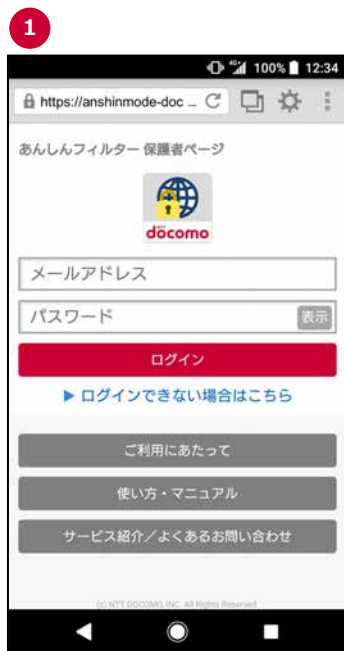 1
4G 100% 12:34
https://anshinmode-doc ...
あんしんフィルター 保護者ページ
döcomo
メールアドレス
パスワード 表示
ログイン
▶ ログインできない場合はこちら
ご利用にあたって
使い方・マニュアル
サービス紹介／よくあるお問い合わせ
(c) NTT DOCOMO, INC. All Rights Reserved.